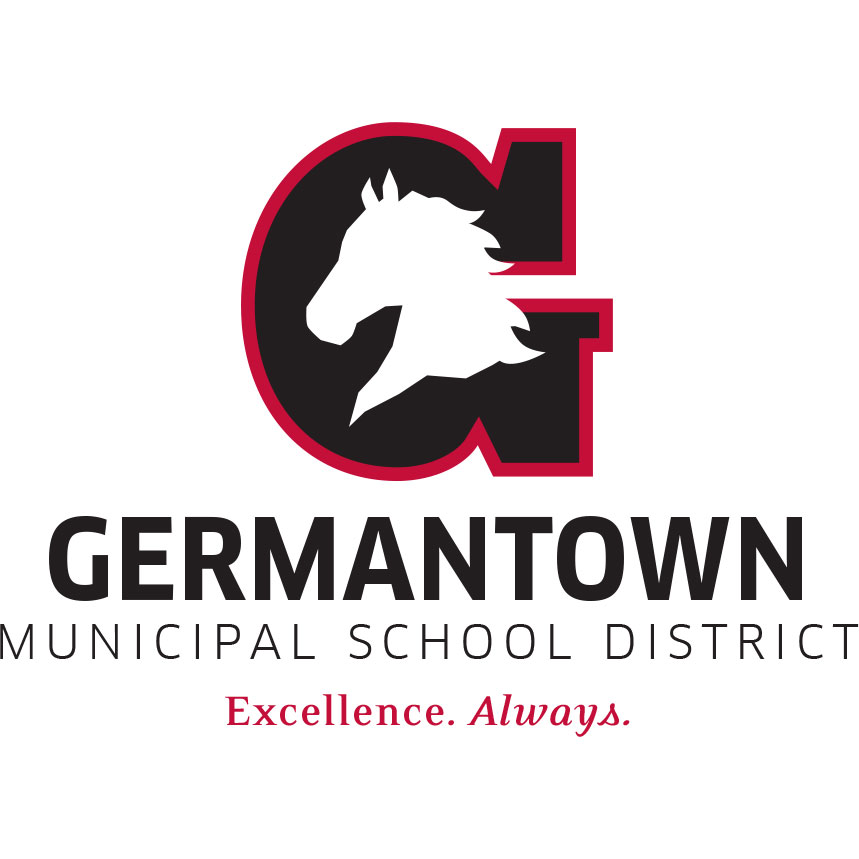 G
GERMANTOWN
MUNICIPAL SCHOOL DISTRICT
Excellence. Always.